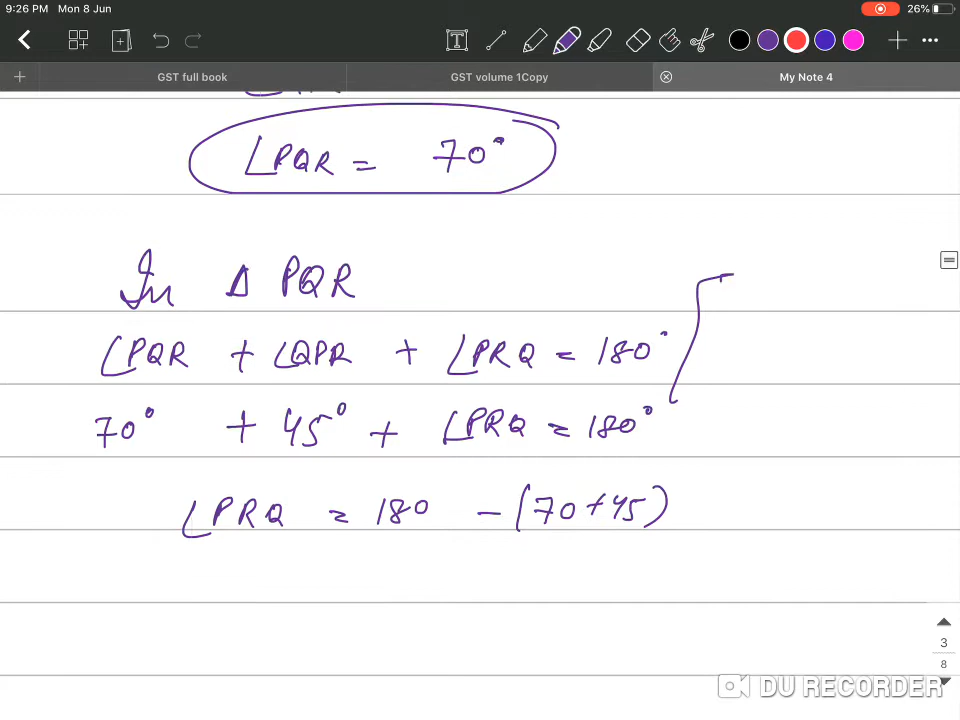 9:26 PM Mon 8 Jun 26%
GST full book GST volume 1Copy My Note 4
∠PQR = 70°
In Δ PQR
∠PQR + ∠QPR + ∠PRQ = 180°
70° + 45° + ∠PRQ = 180°
∠PRQ = 180 - (70 + 45)
3
8
DU RECORDER